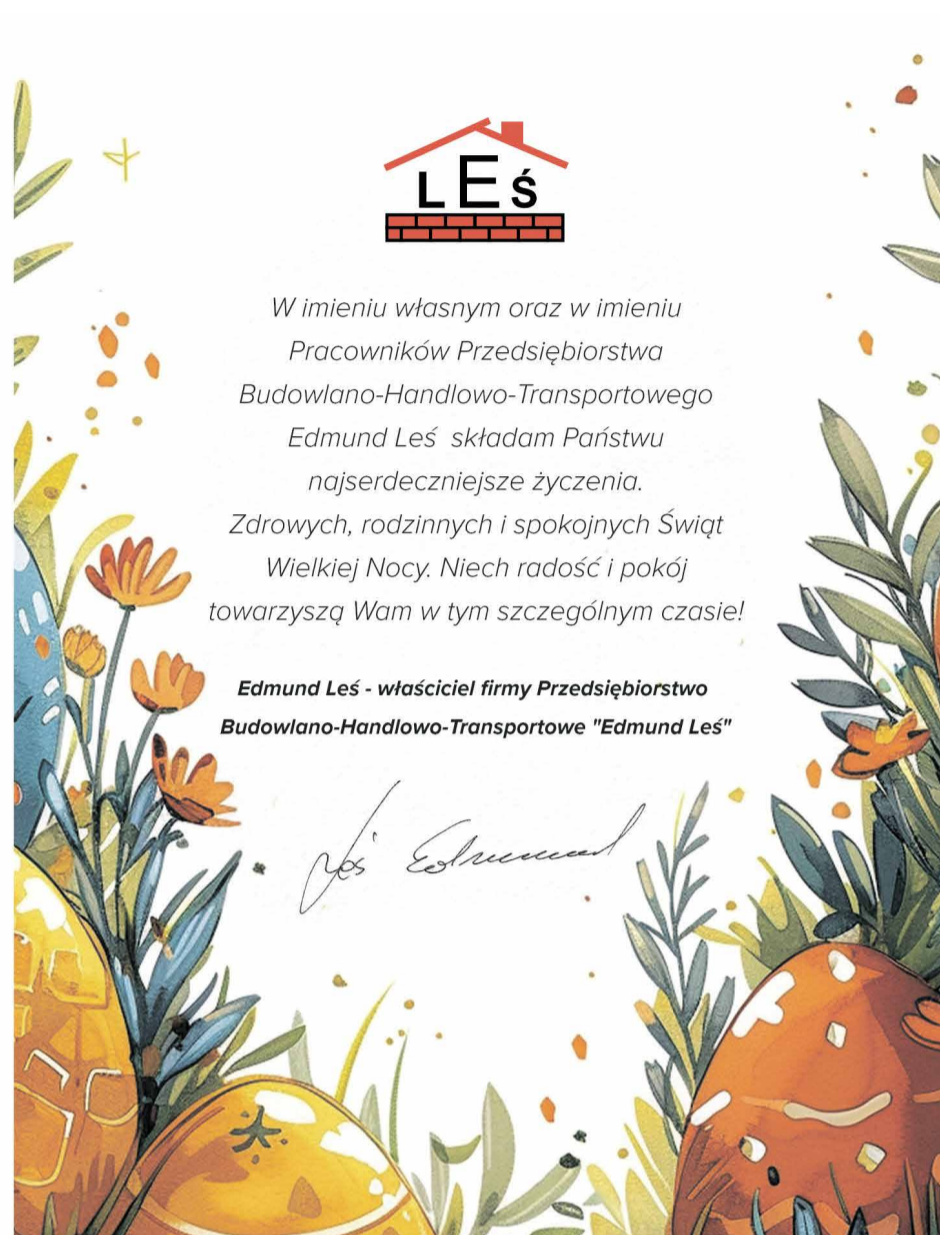 LEŚ
W imieniu własnym oraz w imieniu
Pracowników Przedsiębiorstwa
Budowlano-Handlowo-Transportowego
Edmund Leś składam Państwu
najserdeczniejsze życzenia.
Zdrowych, rodzinnych i spokojnych Świąt
Wielkiej Nocy. Niech radość i pokój
towarzyszą Wam w tym szczególnym czasie!
Edmund Leś - właściciel firmy Przedsiębiorstwo
Budowlano-Handlowo-Transportowe "Edmund Leś"
Leś Edmund